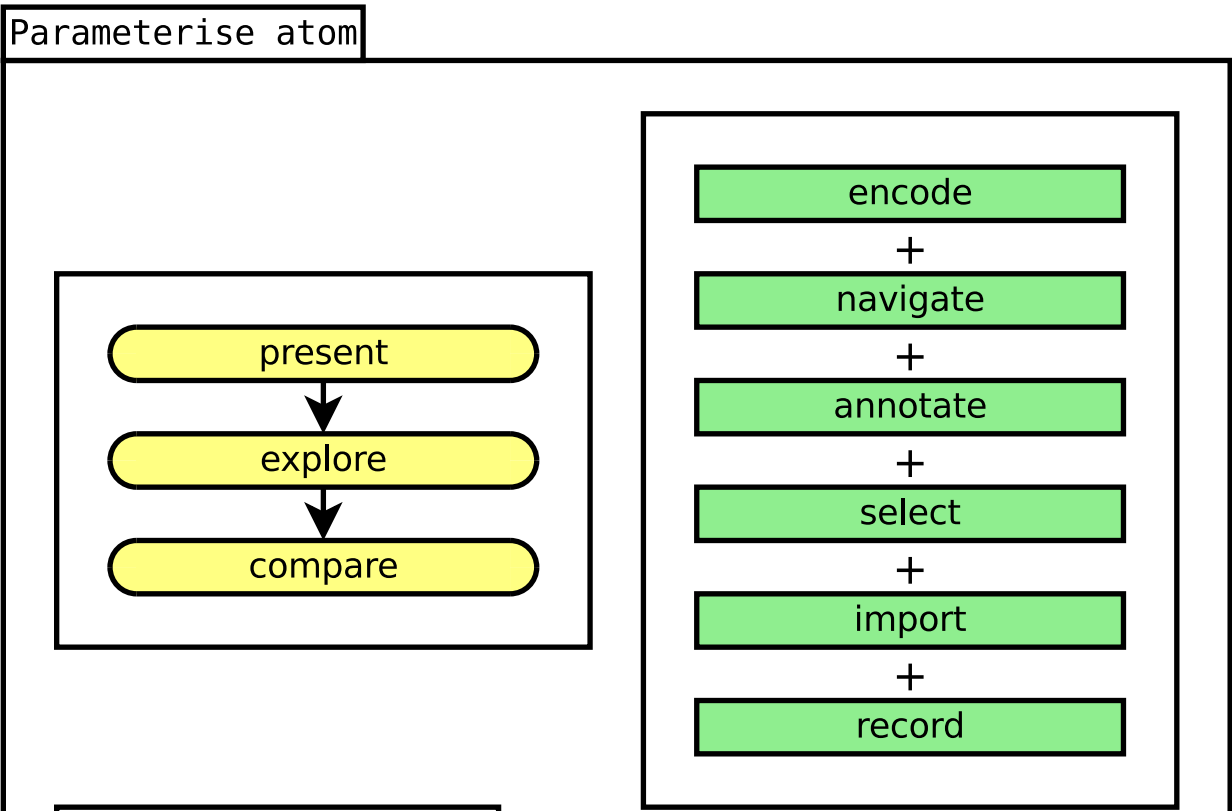 Parameterise atom
present
explore
compare
encode
+
navigate
+
annotate
+
select
+
import
+
record